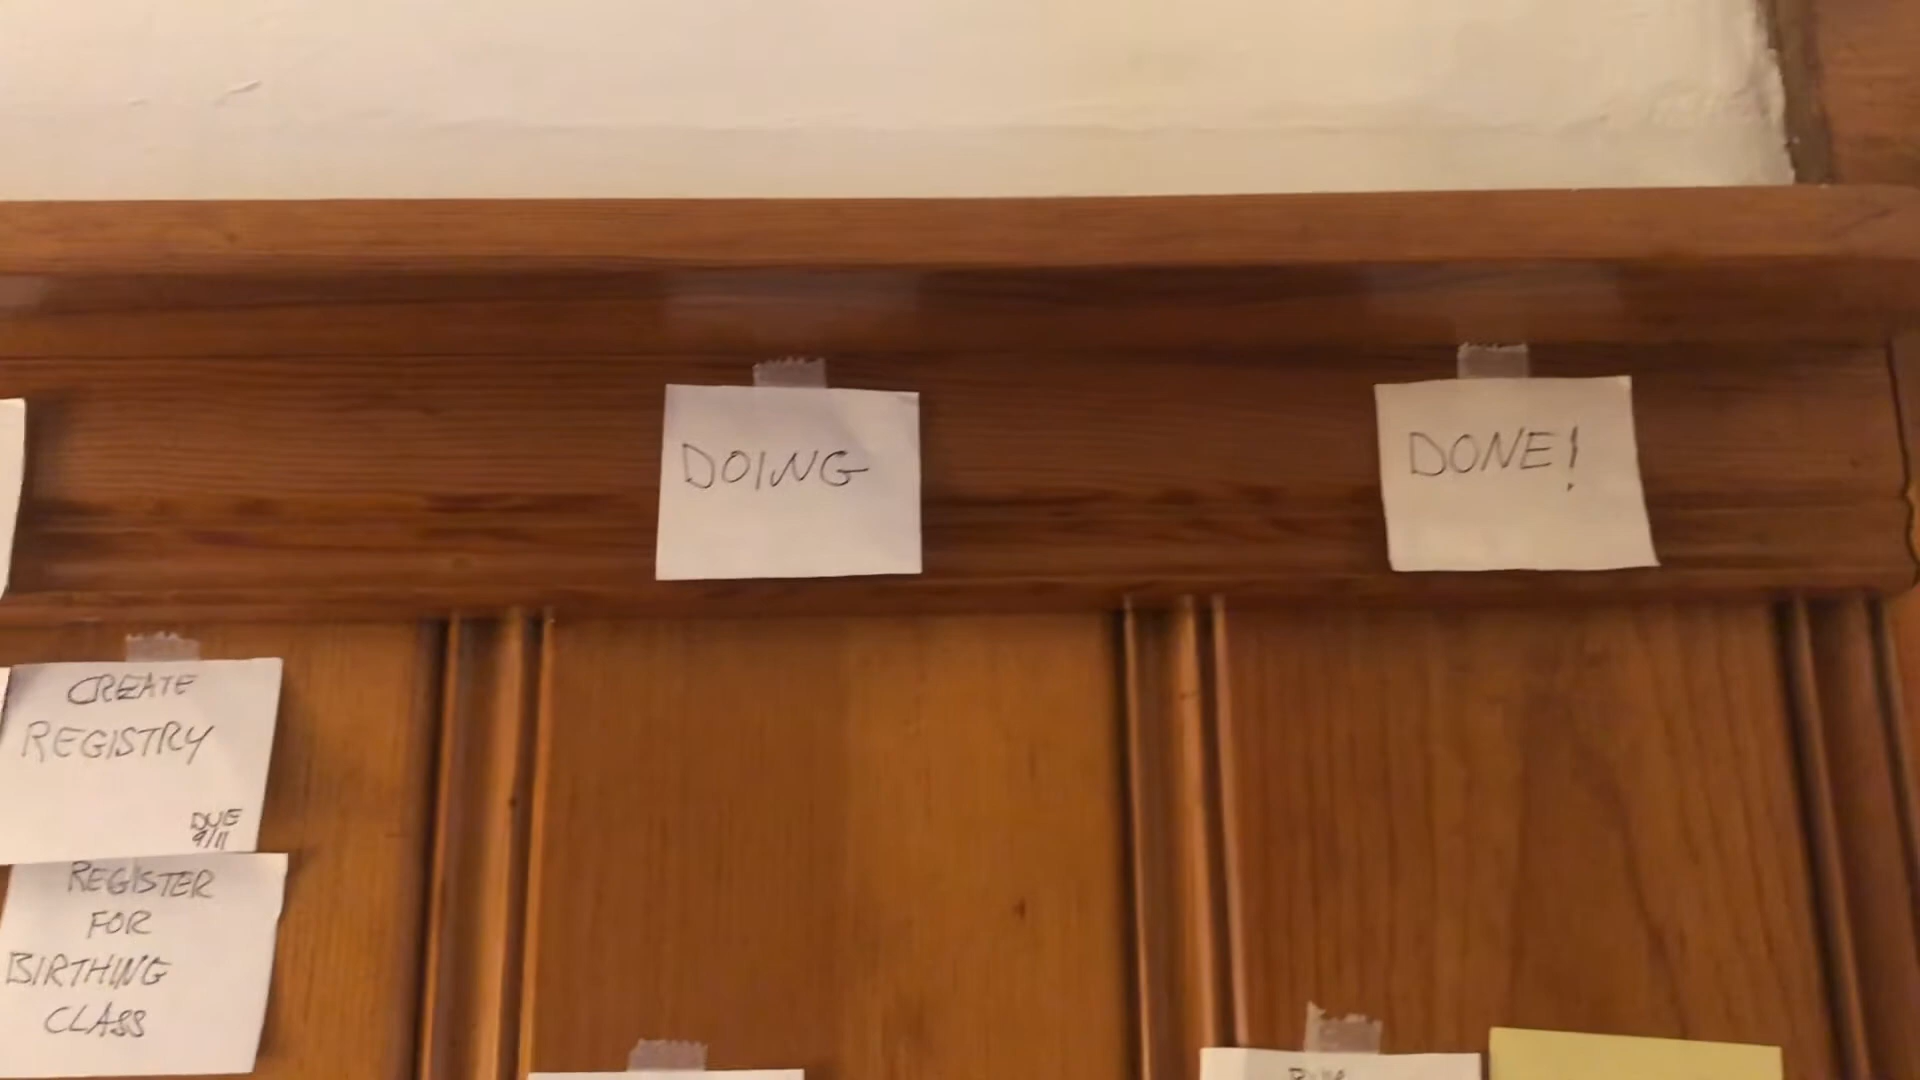 DOING
DONE!
CREATE
REGISTRY
DUE
9/11
REGISTER
FOR
BIRTHING
CLASS